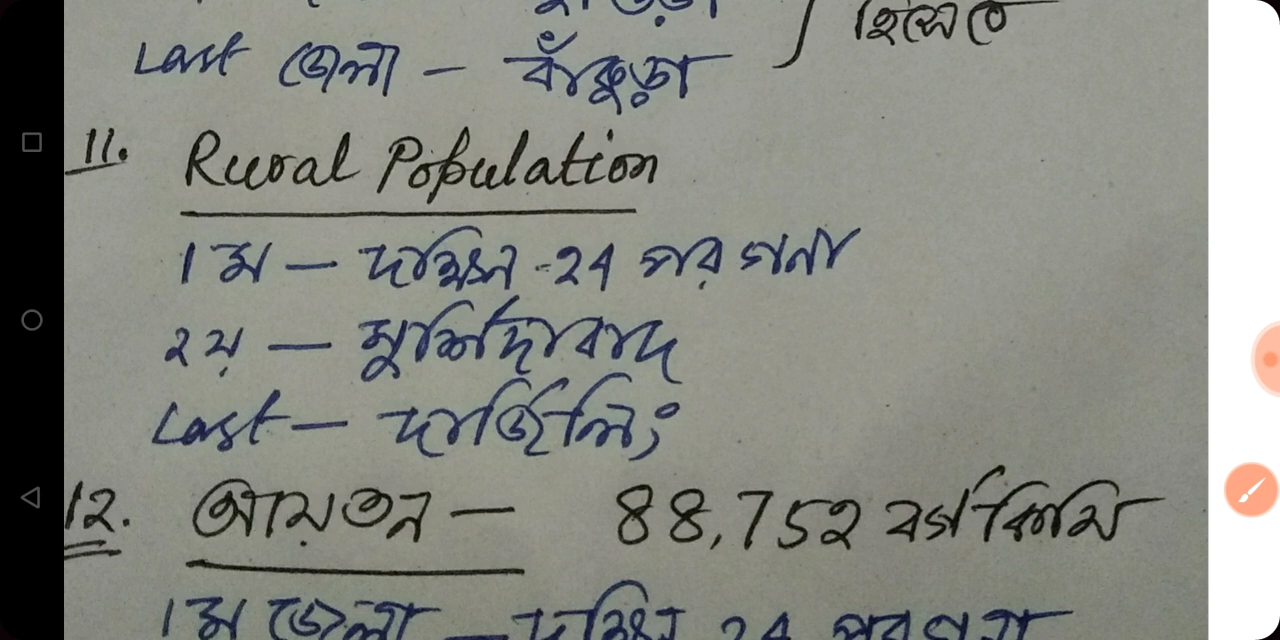 হিসেবে
Last জেলা – বাঁকুড়া
11. Rural Population
1ম – দক্ষিন -24 পরগনা
২য় – মুর্শিদাবাদ
Last – দার্জিলিং
12. আয়তন – 88,752 বর্গকিমি
1ম জেলা – দক্ষিন 24 পরগনা